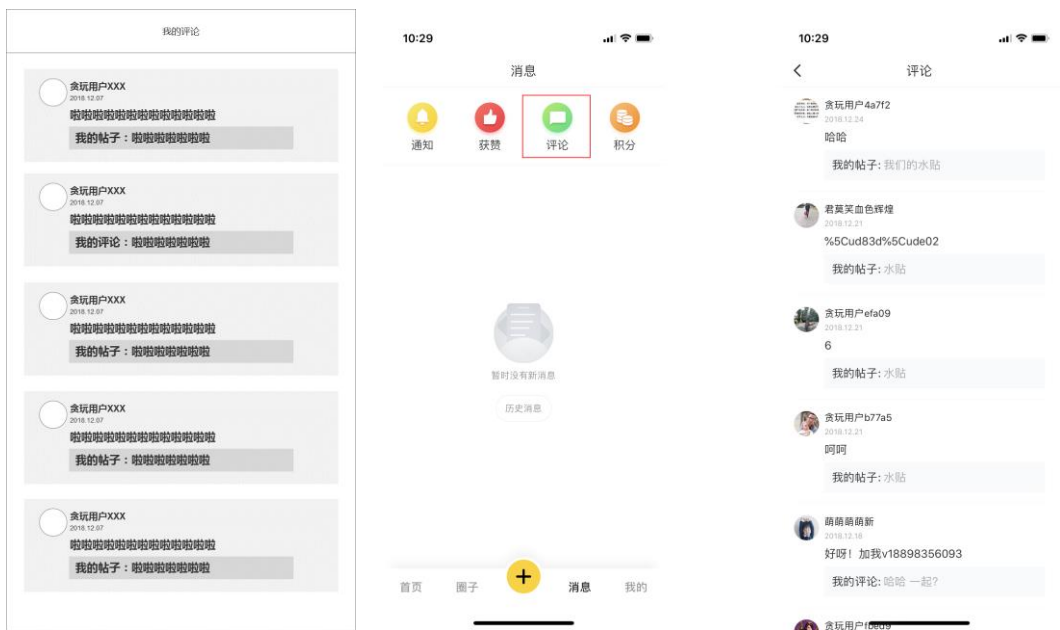 我的评论
贪玩用户XXX
2018.12.07
啦啦啦啦啦啦啦啦啦啦啦啦啦
我的帖子：啦啦啦啦啦啦啦
贪玩用户XXX
2018.12.07
啦啦啦啦啦啦啦啦啦啦啦啦啦
我的评论：啦啦啦啦啦啦啦
贪玩用户XXX
2018.12.07
啦啦啦啦啦啦啦啦啦啦啦啦啦
我的帖子：啦啦啦啦啦啦啦
贪玩用户XXX
2018.12.07
啦啦啦啦啦啦啦啦啦啦啦啦啦
我的帖子：啦啦啦啦啦啦啦
贪玩用户XXX
2018.12.07
啦啦啦啦啦啦啦啦啦啦啦啦啦
我的帖子：啦啦啦啦啦啦啦
10:29
消息
通知
获赞
评论
积分
暂时没有新消息
历史消息
首页
圈子
消息
我的
10:29
评论
贪玩用户4a7f2
2018.12.24
哈哈
我的帖子: 我们的水贴
君莫笑血色辉煌
2018.12.21
%5Cud83d%5Cude02
我的帖子: 水贴
贪玩用户efa09
2018.12.21
6
我的帖子: 水贴
贪玩用户b77a5
2018.12.21
呵呵
我的帖子: 水贴
萌萌萌萌新
2018.12.18
好呀！加我v18898356093
我的评论: 哈哈 一起?
贪玩用户fbed9